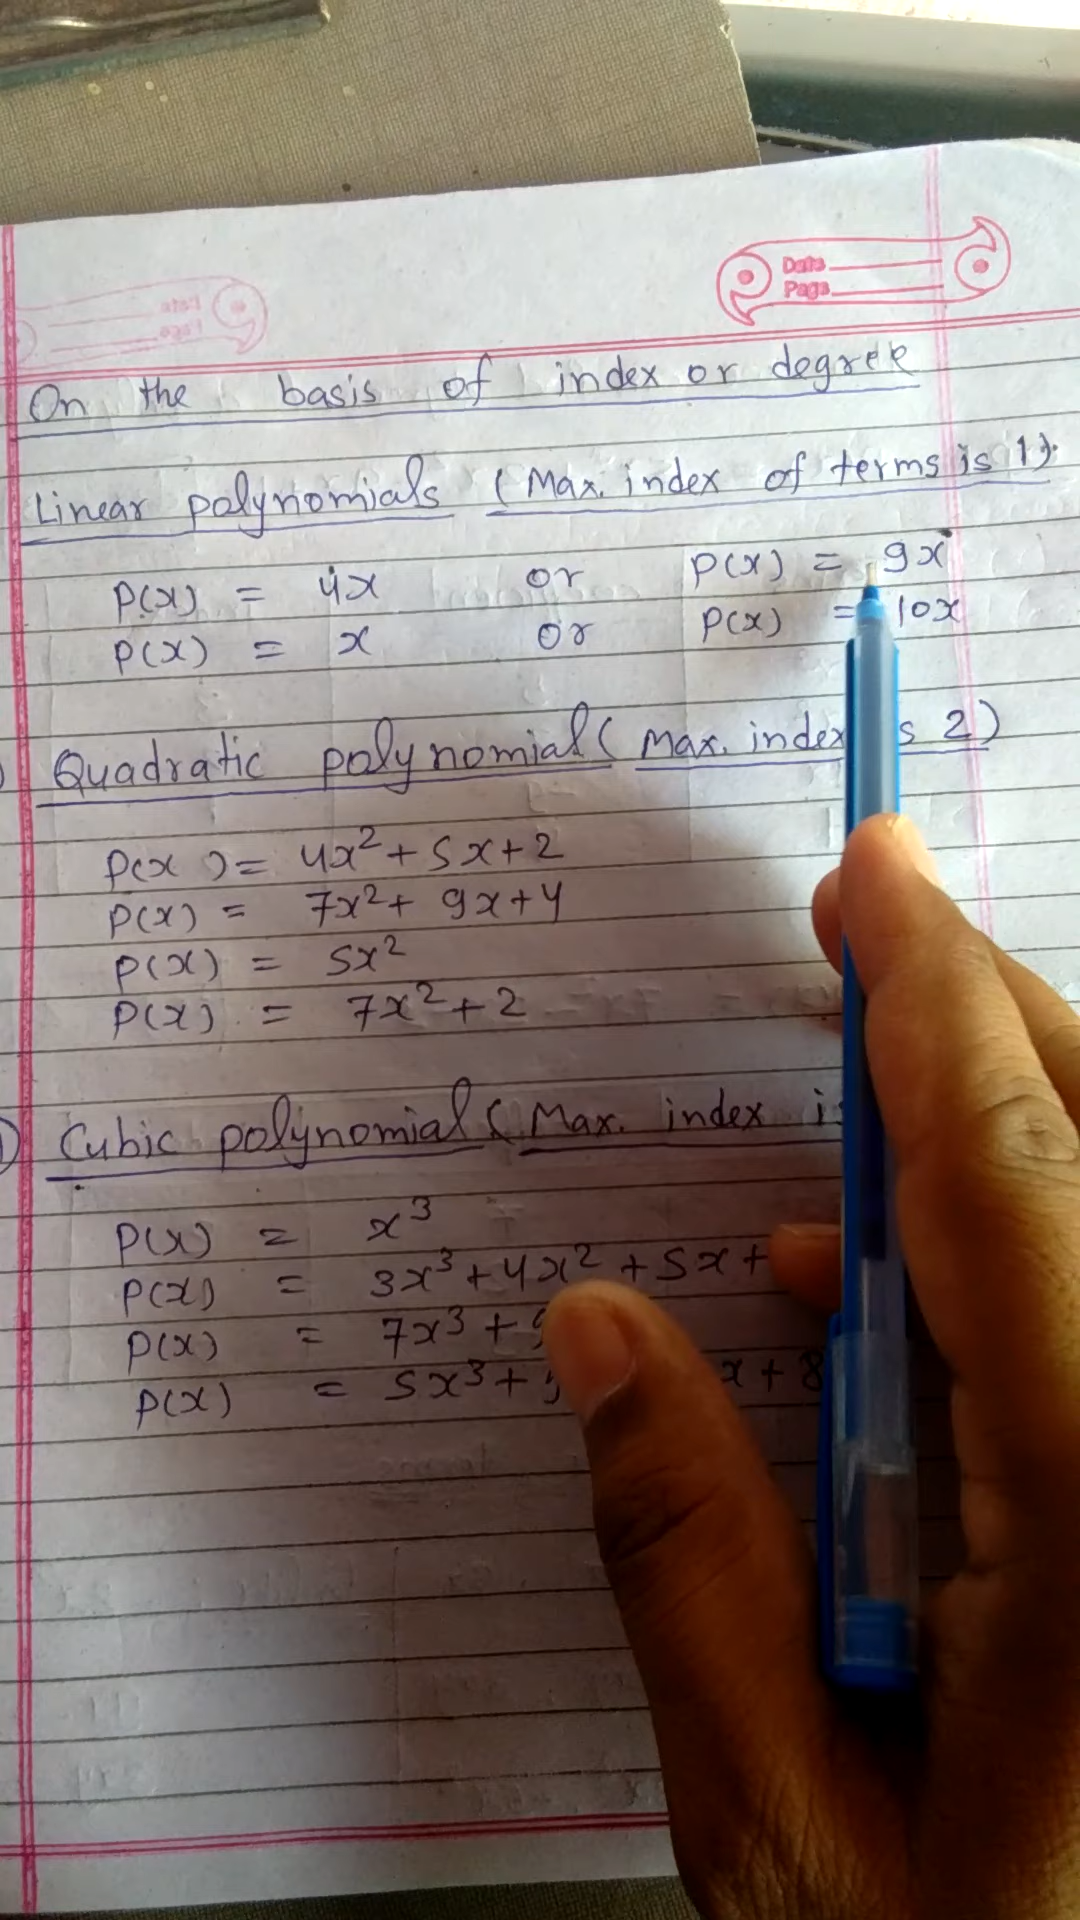 Date
Page
On the basis of index or degree
Linear polynomials (Max. index of terms is 1).
P(x) = 4x or P(x) = 9x
P(x) = x or P(x) = 10x
Quadratic polynomial (Max. index is 2)
P(x) = 4x² + 5x + 2
P(x) = 7x² + 9x + 4
P(x) = 5x²
P(x) = 7x² + 2
Cubic polynomial (Max. index is
P(x) = x³
P(x) = 3x³ + 4x² + 5x +
P(x) = 7x³ +
P(x) = 5x³ + x + 8